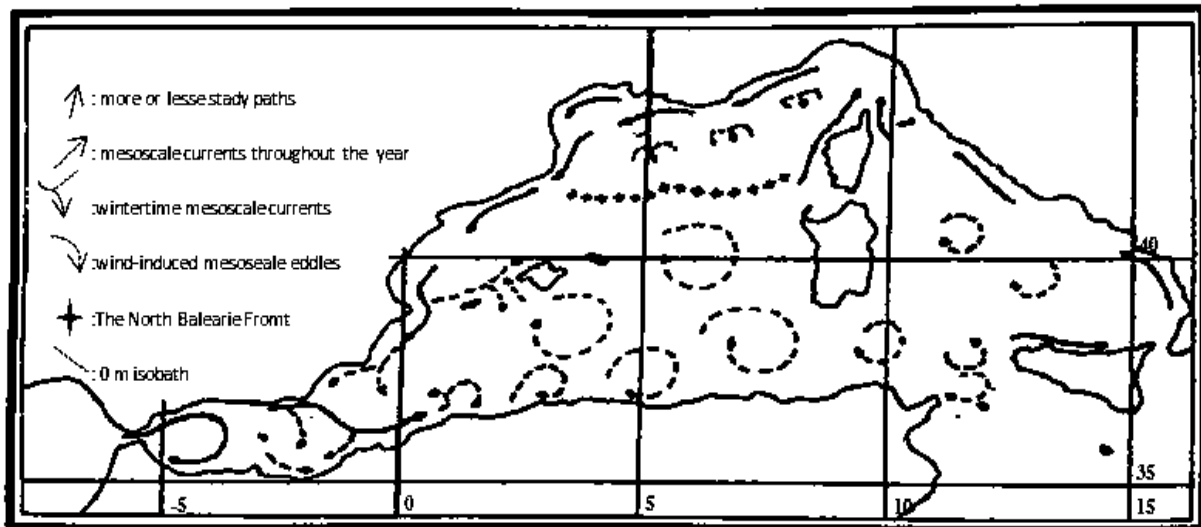 : more or lesse stady paths
: mesoscale currents throughout the year
:wintertime mesoscale currents
:wind-induced mesoseale eddles
:The North Balearie Fromt
: 0 m isobath
40
35
-5
0
5
10
15